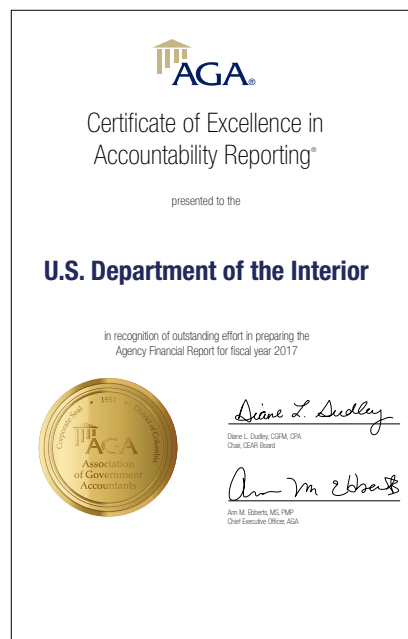 AGA®
Certificate of Excellence in
Accountability Reporting®
presented to the
U.S. Department of the Interior
in recognition of outstanding effort in preparing the
Agency Financial Report for fiscal year 2017
Corporate Seal • 1950 • District of Columbia
AGA
Association
of Government
Accountants
Diane L. Dudley
Diane L. Dudley, CGFM, CPA
Chair, CEAR Board
Ann M Ebberts
Ann M. Ebberts, MS, PMP
Chief Executive Officer, AGA